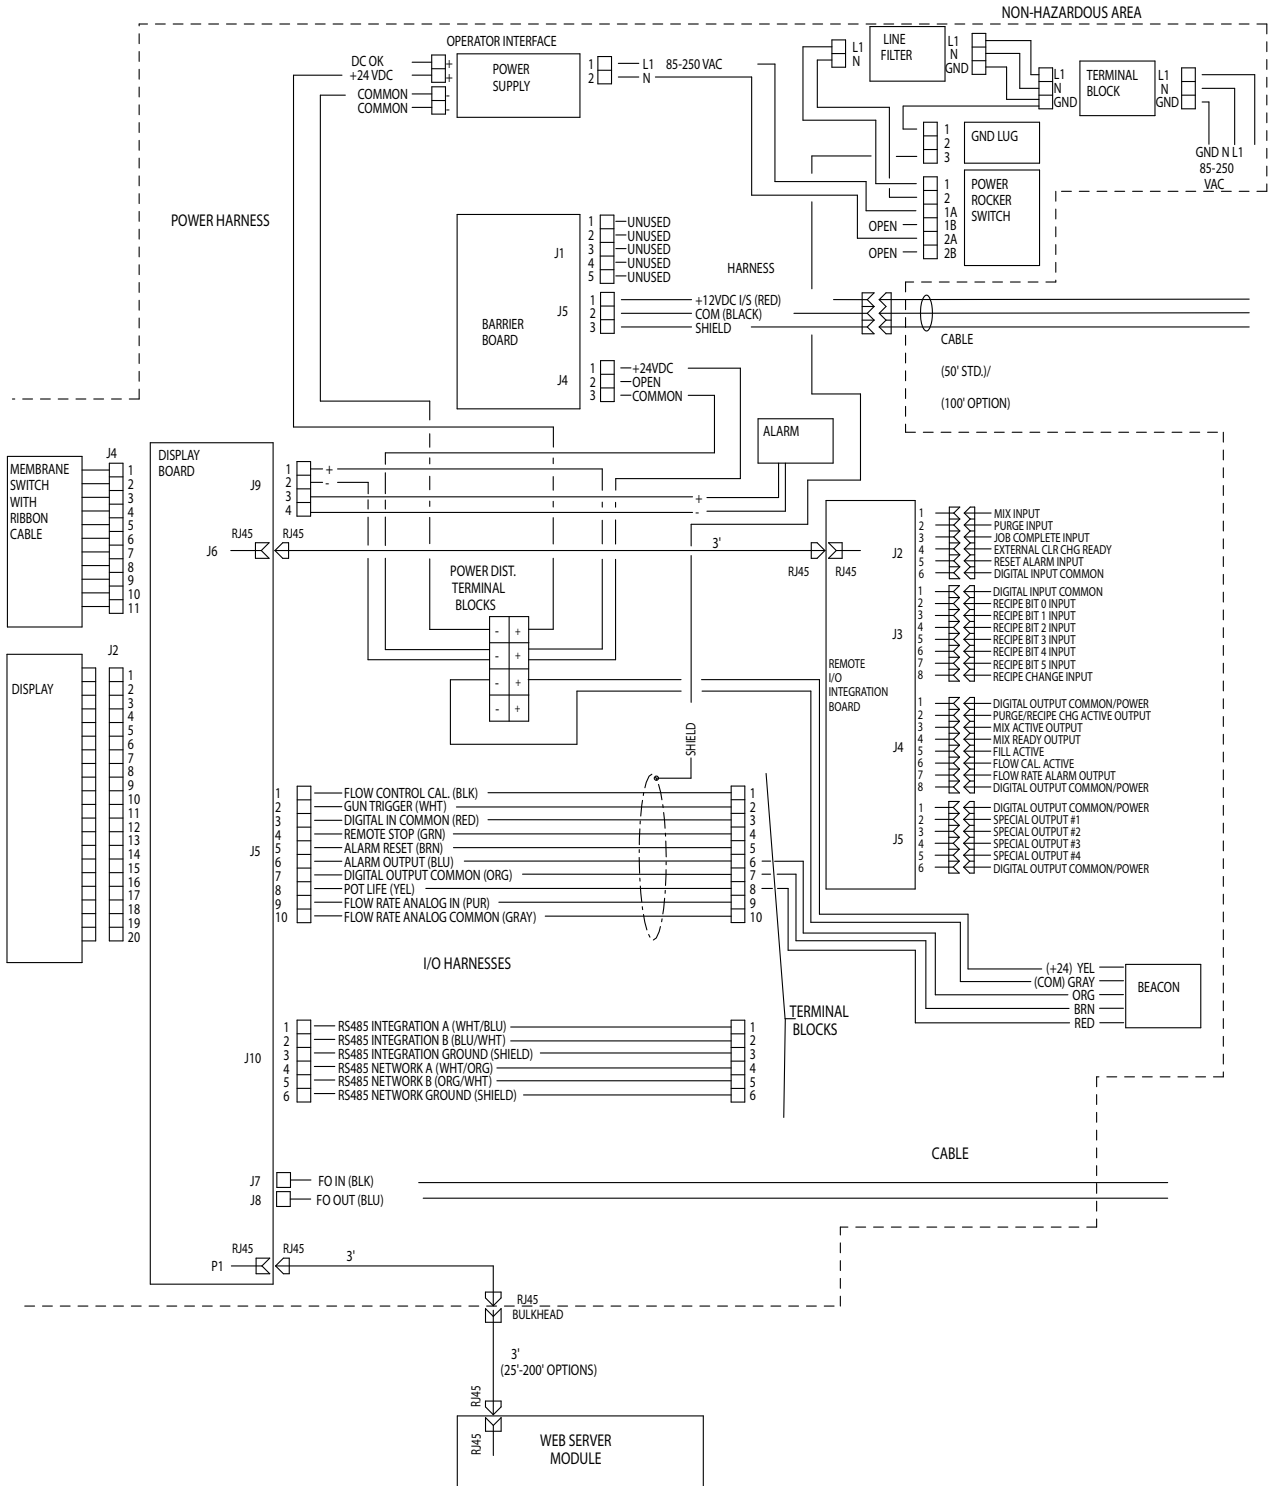 NON-HAZARDOUS AREA
OPERATOR INTERFACE
DC OK
+24 VDC
COMMON
COMMON
+
+
-
-
POWER
SUPPLY
1
2
L1 85-250 VAC
N
L1
N
LINE
FILTER
L1
N
GND
L1
N
GND
TERMINAL
BLOCK
L1
N
GND
GND N L1
85-250
VAC
1
2
3
GND LUG
1
2
1A
1B
2A
2B
OPEN
OPEN
POWER
ROCKER
SWITCH
POWER HARNESS
BARRIER
BOARD
J1
1 UNUSED
2 UNUSED
3 UNUSED
4 UNUSED
5 UNUSED
HARNESS
J5
1 +12VDC I/S (RED)
2 COM (BLACK)
3 SHIELD
J4
1 +24VDC
2 OPEN
3 COMMON
CABLE
(50' STD.)/
(100' OPTION)
ALARM
MEMBRANE
SWITCH
WITH
RIBBON
CABLE
J4
1
2
3
4
5
6
7
8
9
10
11
DISPLAY
BOARD
J9
1 +
2 -
3
4
+
-
J6
RJ45
RJ45
3'
RJ45
RJ45
POWER DIST.
TERMINAL
BLOCKS
- +
- +
- +
- +
SHIELD
REMOTE
I/O
INTEGRATION
BOARD
J2
1 MIX INPUT
2 PURGE INPUT
3 JOB COMPLETE INPUT
4 EXTERNAL CLR CHG READY
5 RESET ALARM INPUT
6 DIGITAL INPUT COMMON
J3
1 DIGITAL INPUT COMMON
2 RECIPE BIT 0 INPUT
3 RECIPE BIT 1 INPUT
4 RECIPE BIT 2 INPUT
5 RECIPE BIT 3 INPUT
6 RECIPE BIT 4 INPUT
7 RECIPE BIT 5 INPUT
8 RECIPE CHANGE INPUT
J4
1 DIGITAL OUTPUT COMMON/POWER
2 PURGE/RECIPE CHG ACTIVE OUTPUT
3 MIX ACTIVE OUTPUT
4 MIX READY OUTPUT
5 FILL ACTIVE
6 FLOW CAL. ACTIVE
7 FLOW RATE ALARM OUTPUT
8 DIGITAL OUTPUT COMMON/POWER
J5
1 DIGITAL OUTPUT COMMON/POWER
2 SPECIAL OUTPUT #1
3 SPECIAL OUTPUT #2
4 SPECIAL OUTPUT #3
5 SPECIAL OUTPUT #4
6 DIGITAL OUTPUT COMMON/POWER
DISPLAY
J2
1
2
3
4
5
6
7
8
9
10
11
12
13
14
15
16
17
18
19
20
J5
1 FLOW CONTROL CAL. (BLK) 1
2 GUN TRIGGER (WHT) 2
3 DIGITAL IN COMMON (RED) 3
4 REMOTE STOP (GRN) 4
5 ALARM RESET (BRN) 5
6 ALARM OUTPUT (BLU) 6
7 DIGITAL OUTPUT COMMON (ORG) 7
8 POT LIFE (YEL) 8
9 FLOW RATE ANALOG IN (PUR) 9
10 FLOW RATE ANALOG COMMON (GRAY) 10
I/O HARNESSES
TERMINAL
BLOCKS
(+24) YEL
(COM) GRAY
ORG
BRN
RED
BEACON
J10
1 RS485 INTEGRATION A (WHT/BLU) 1
2 RS485 INTEGRATION B (BLU/WHT) 2
3 RS485 INTEGRATION GROUND (SHIELD) 3
4 RS485 NETWORK A (WHT/ORG) 4
5 RS485 NETWORK B (ORG/WHT) 5
6 RS485 NETWORK GROUND (SHIELD) 6
CABLE
J7 FO IN (BLK)
J8 FO OUT (BLU)
P1
RJ45
RJ45
3'
RJ45
BULKHEAD
3'
(25'-200' OPTIONS)
RJ45
RJ45
WEB SERVER
MODULE